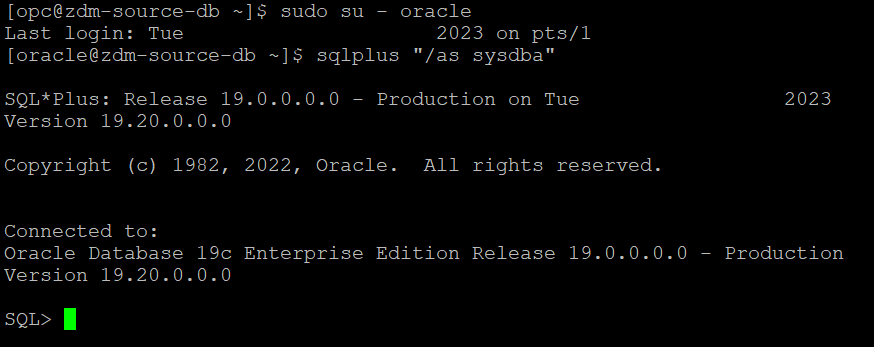 [opc@zdm-source-db ~]$ sudo su - oracle
Last login: Tue 2023 on pts/1
[oracle@zdm-source-db ~]$ sqlplus "/as sysdba"
SQL*Plus: Release 19.0.0.0.0 - Production on Tue 2023
Version 19.20.0.0.0
Copyright (c) 1982, 2022, Oracle.  All rights reserved.
Connected to:
Oracle Database 19c Enterprise Edition Release 19.0.0.0.0 - Production
Version 19.20.0.0.0
SQL>